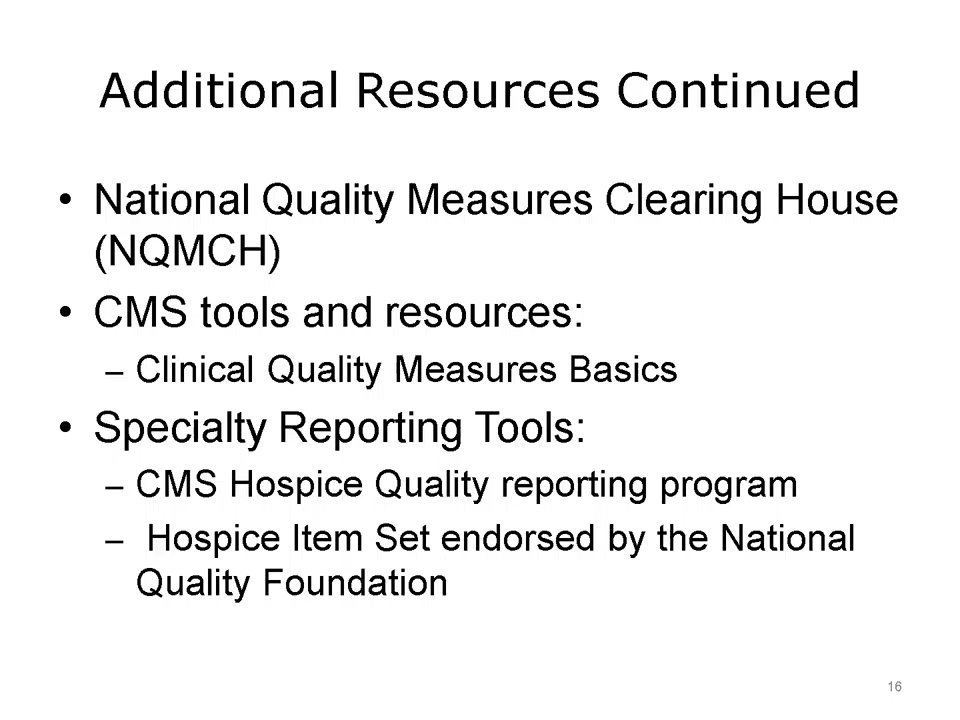 Additional Resources Continued
• National Quality Measures Clearing House
(NQMCH)
• CMS tools and resources:
– Clinical Quality Measures Basics
• Specialty Reporting Tools:
– CMS Hospice Quality reporting program
– Hospice Item Set endorsed by the National
Quality Foundation
16